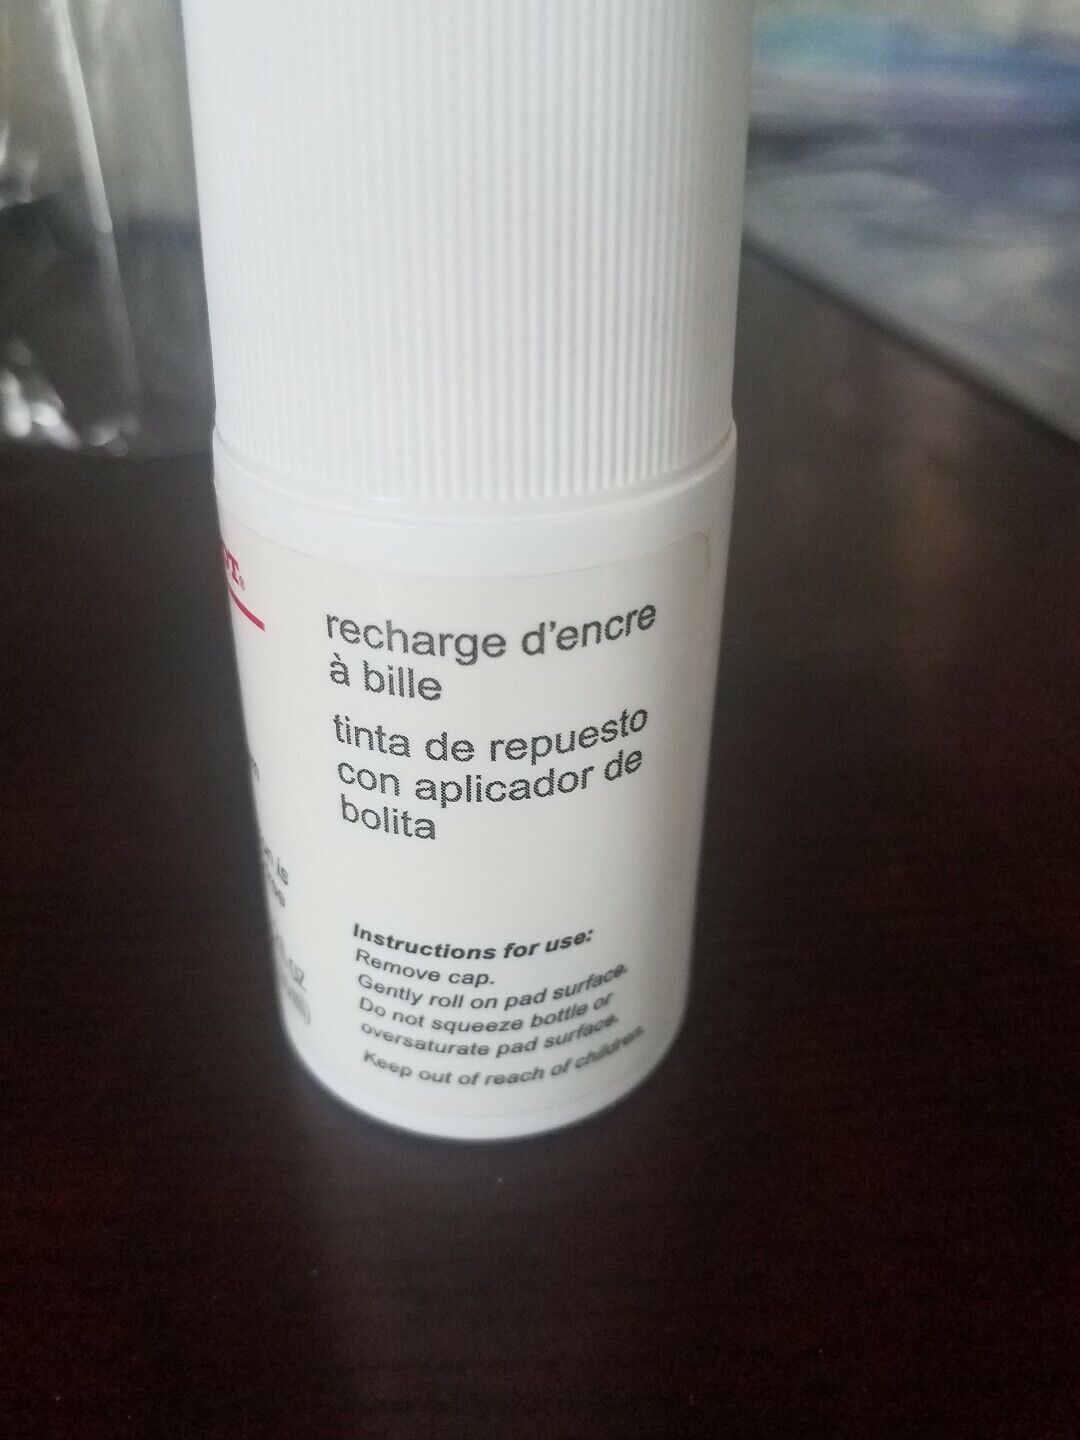 recharge d'encre
à bille
tinta de repuesto
con aplicador de
bolita
Instructions for use:
Remove cap.
Gently roll on pad surface.
Do not squeeze bottle or
oversaturate pad surface.
Keep out of reach of children.
is